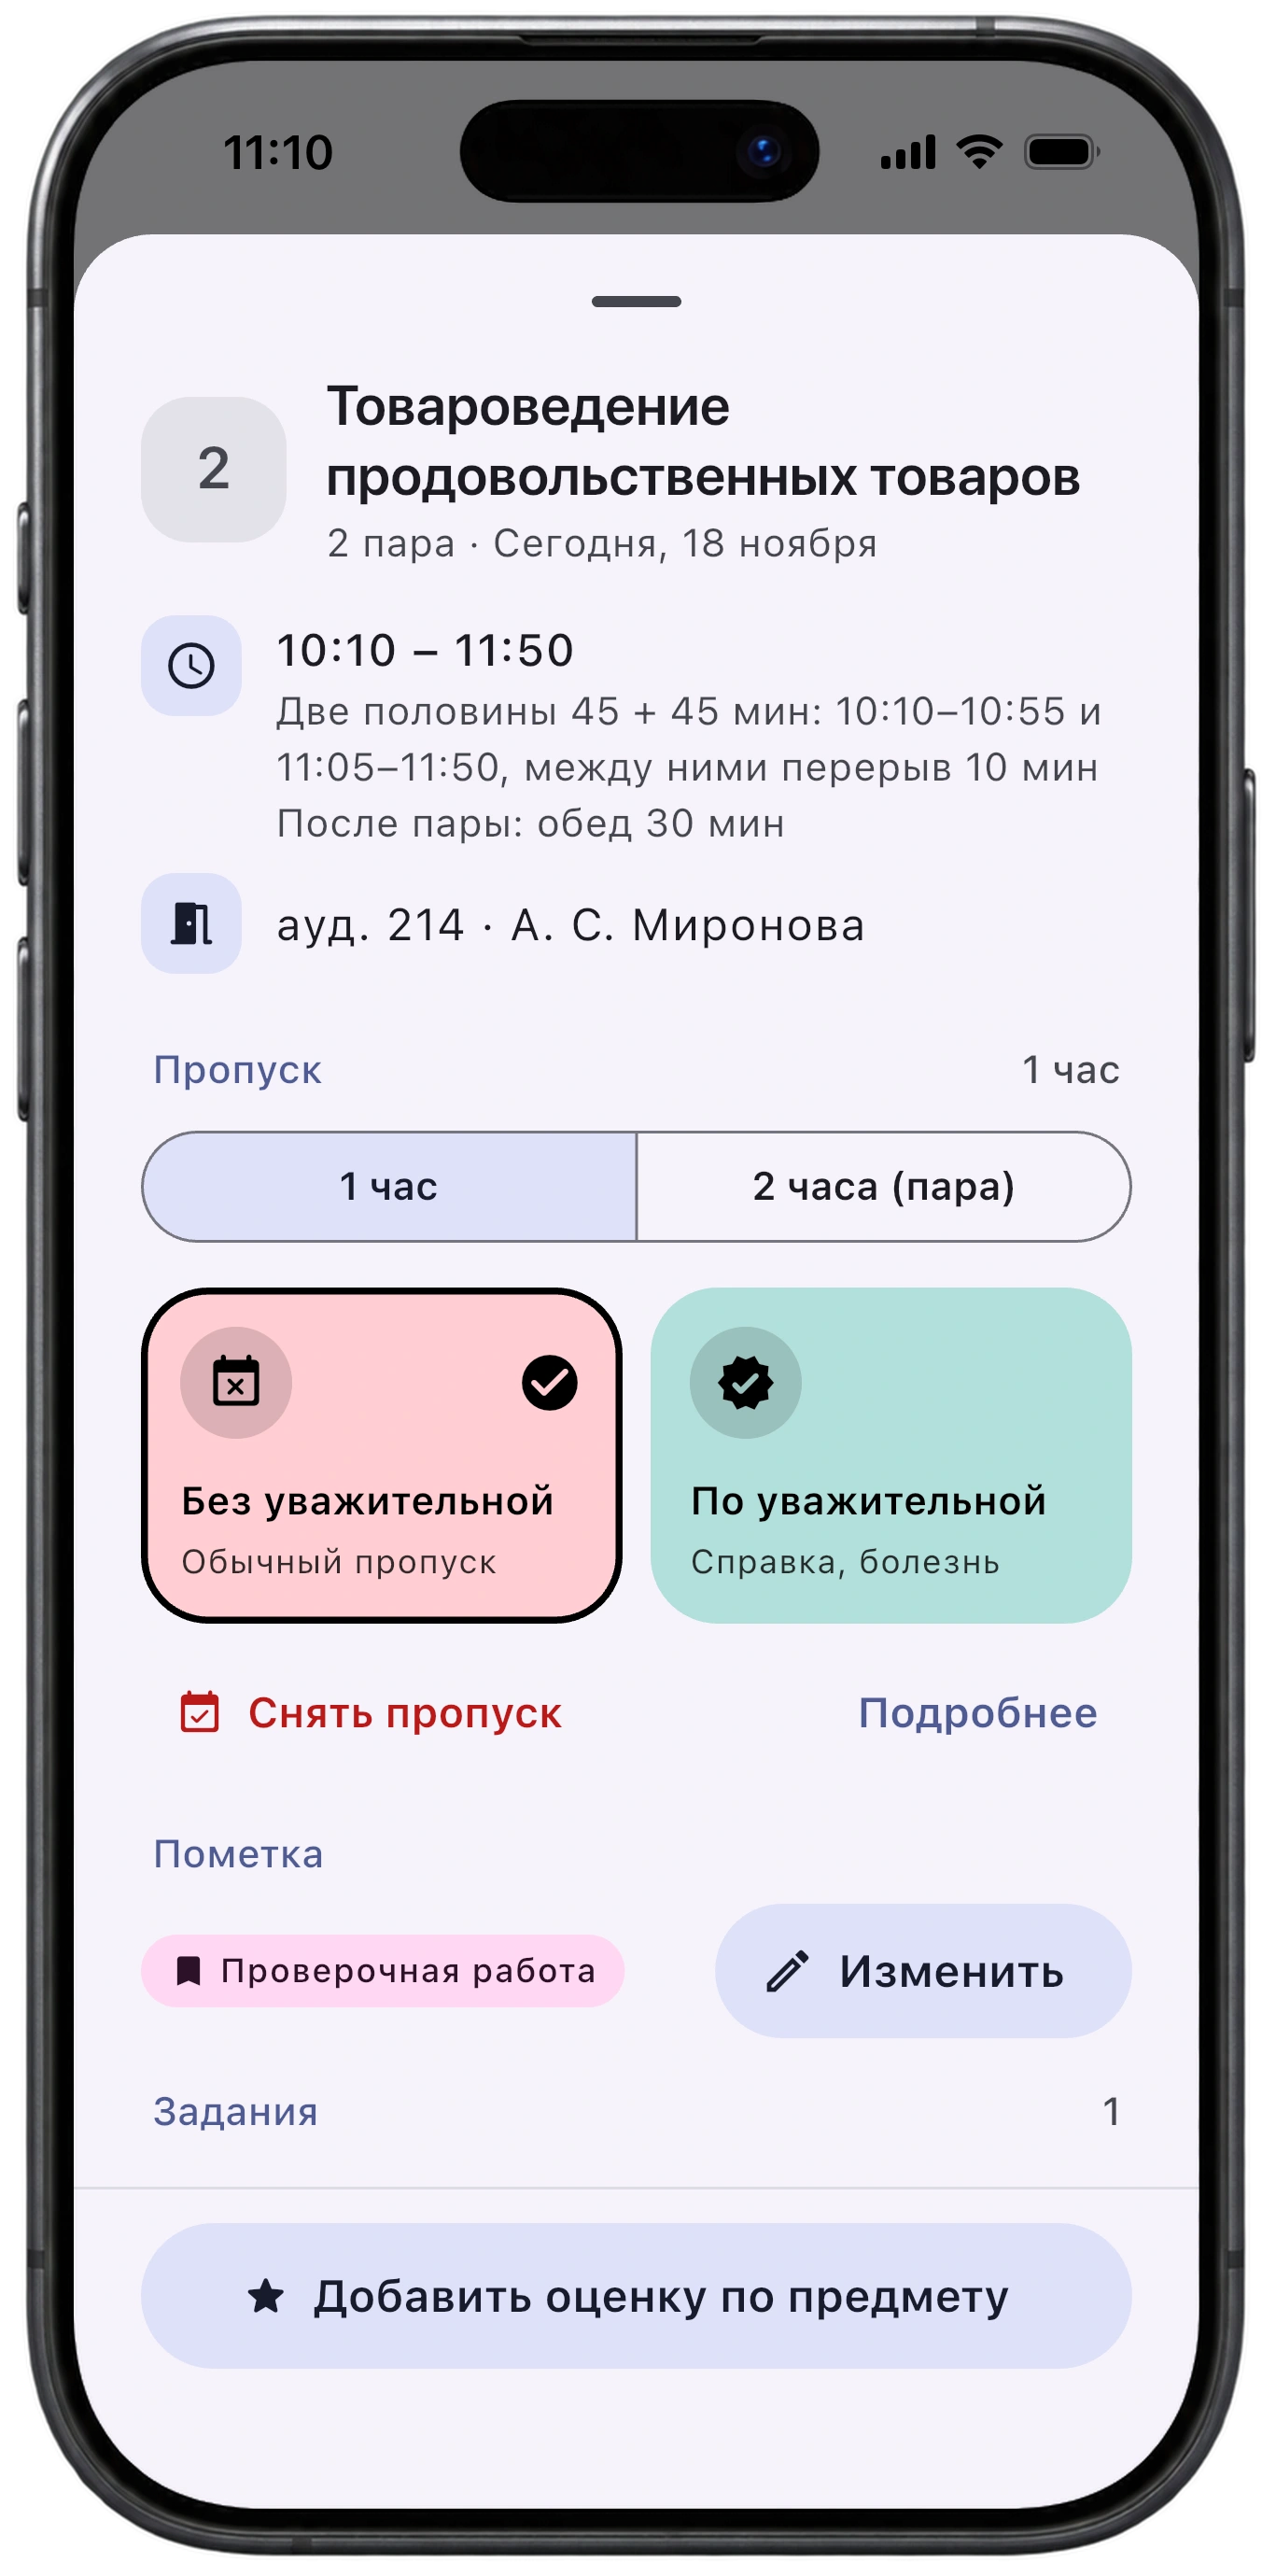 11:10
2
Товароведение
продовольственных товаров
2 пара · Сегодня, 18 ноября
10:10 – 11:50
Две половины 45 + 45 мин: 10:10–10:55 и
11:05–11:50, между ними перерыв 10 мин
После пары: обед 30 мин
ауд. 214 · А. С. Миронова
Пропуск
1 час
1 час
2 часа (пара)
Без уважительной
Обычный пропуск
По уважительной
Справка, болезнь
Снять пропуск
Подробнее
Пометка
Проверочная работа
Изменить
Задания
1
Добавить оценку по предмету